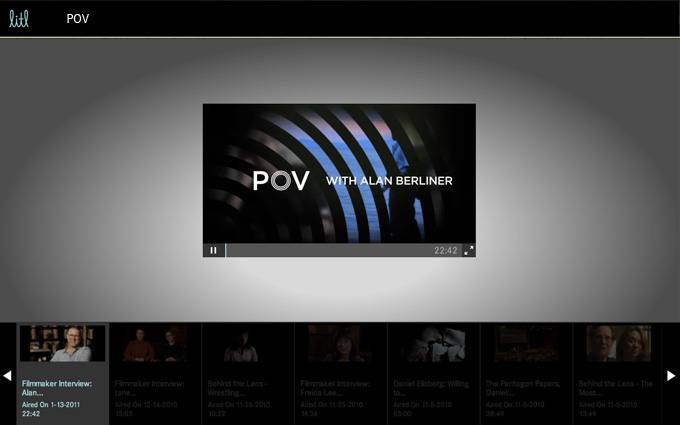 litl
POV
POV WITH ALAN BERLINER
22:42
Filmmaker Interview:
Alan...
Aired On 1-13-2011
22:42
Filmmaker Interview:
Jane...
Aired On 12-14-2010
15:03
Behind the Lens -
Wrestling...
Aired On 11-26-2010
10:22
Filmmaker Interview:
Freida Lee...
Aired On 11-25-2010
14:24
Daniel Ellsberg: Willing
to...
Aired On 11-5-2010
03:00
The Pentagon Papers,
Daniel...
Aired On 11-5-2010
38:49
Behind the Lens - The
Most...
Aired On 11-5-2010
13:49